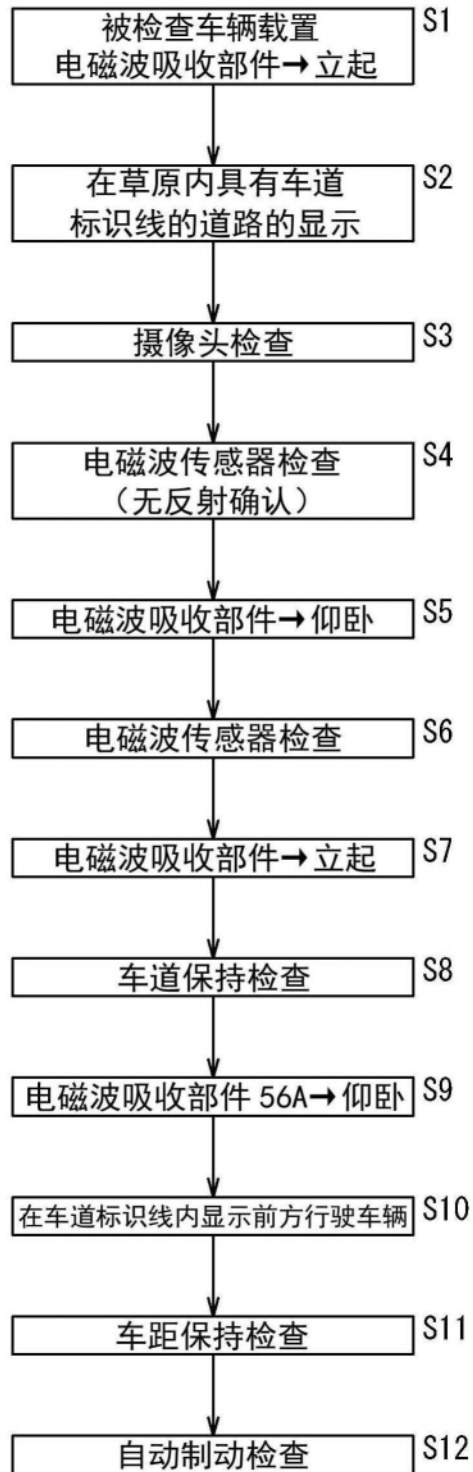 被检查车辆载置 S1
电磁波吸收部件→立起
在草原内具有车道 S2
标识线的道路的显示
摄像头检查 S3
电磁波传感器检查 S4
（无反射确认）
电磁波吸收部件→仰卧 S5
电磁波传感器检查 S6
电磁波吸收部件→立起 S7
车道保持检查 S8
电磁波吸收部件 56A→仰卧 S9
在车道标识线内显示前方行驶车辆 S10
车距保持检查 S11
自动制动检查 S12